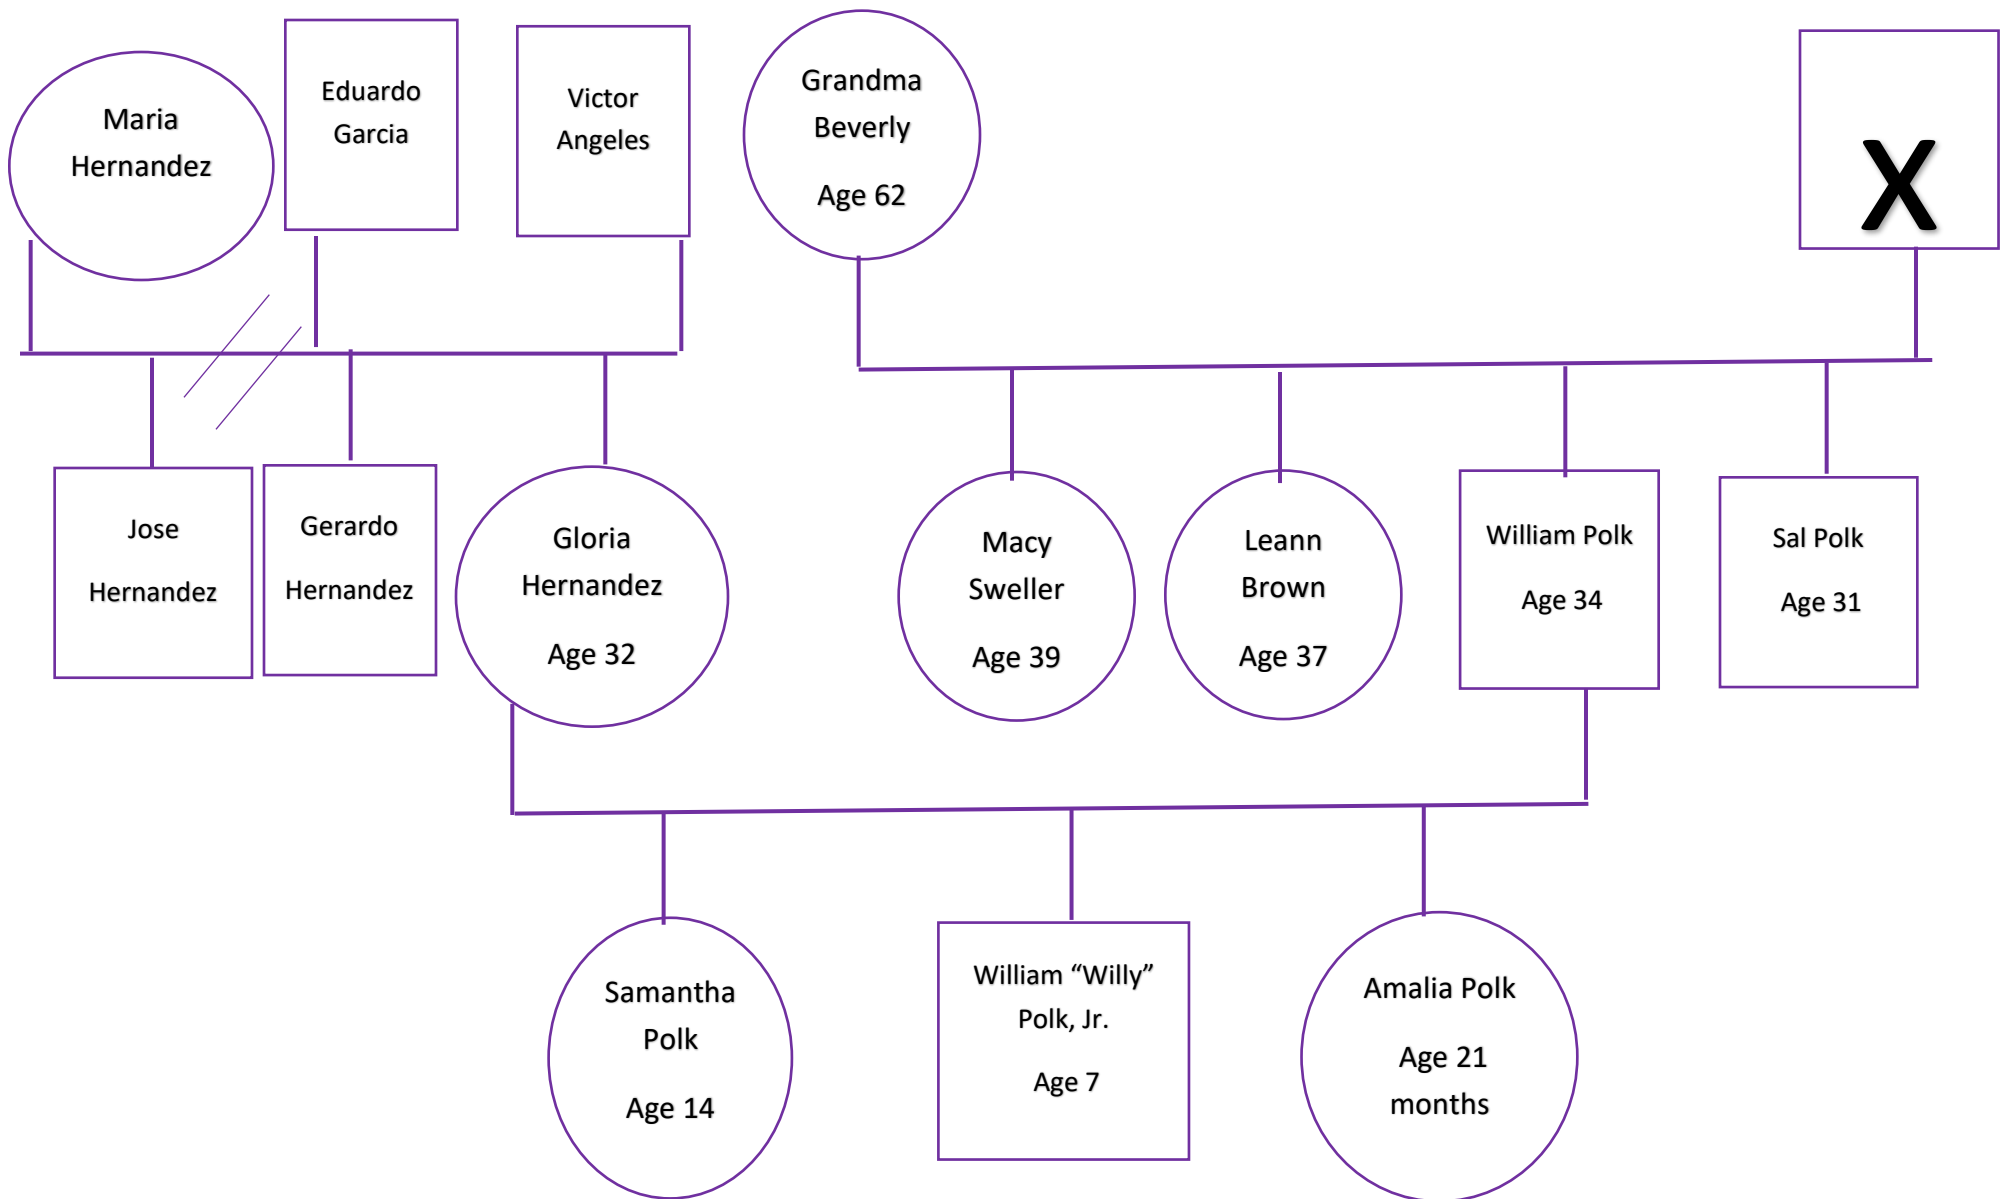 Maria
Hernandez
Eduardo
Garcia
Victor
Angeles
Grandma
Beverly
Age 62
X
Jose
Hernandez
Gerardo
Hernandez
Gloria
Hernandez
Age 32
Macy
Sweller
Age 39
Leann
Brown
Age 37
William Polk
Age 34
Sal Polk
Age 31
Samantha
Polk
Age 14
William “Willy”
Polk, Jr.
Age 7
Amalia Polk
Age 21
months